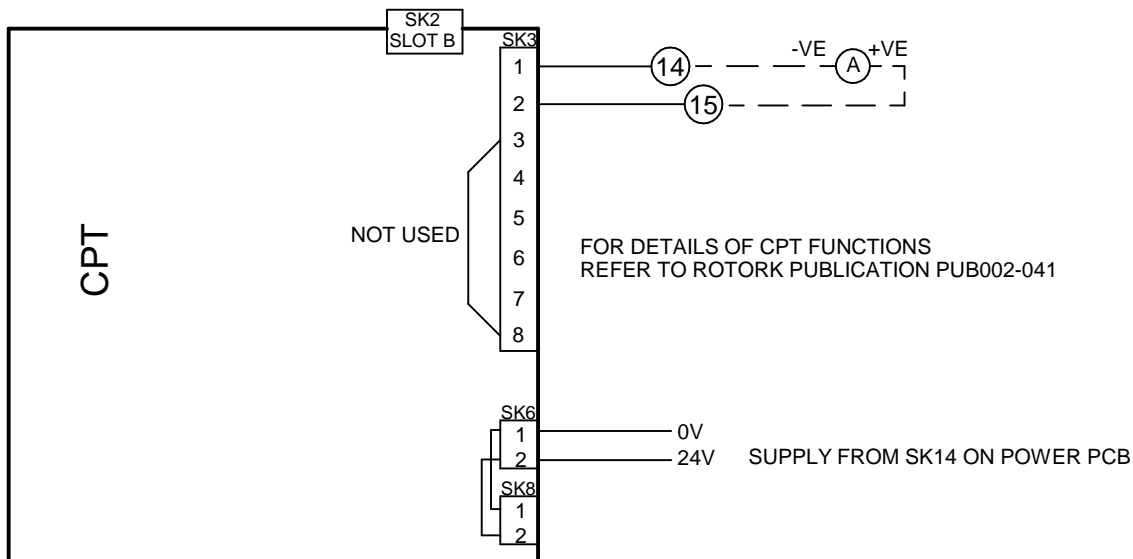 SK2
SLOT B
SK3
1
14
-VE
A
+VE
2
15
3
4
5
6
7
8
NOT USED
CPT
FOR DETAILS OF CPT FUNCTIONS
REFER TO ROTORK PUBLICATION PUB002-041
SK6
1
0V
2
24V
SUPPLY FROM SK14 ON POWER PCB
SK8
1
2